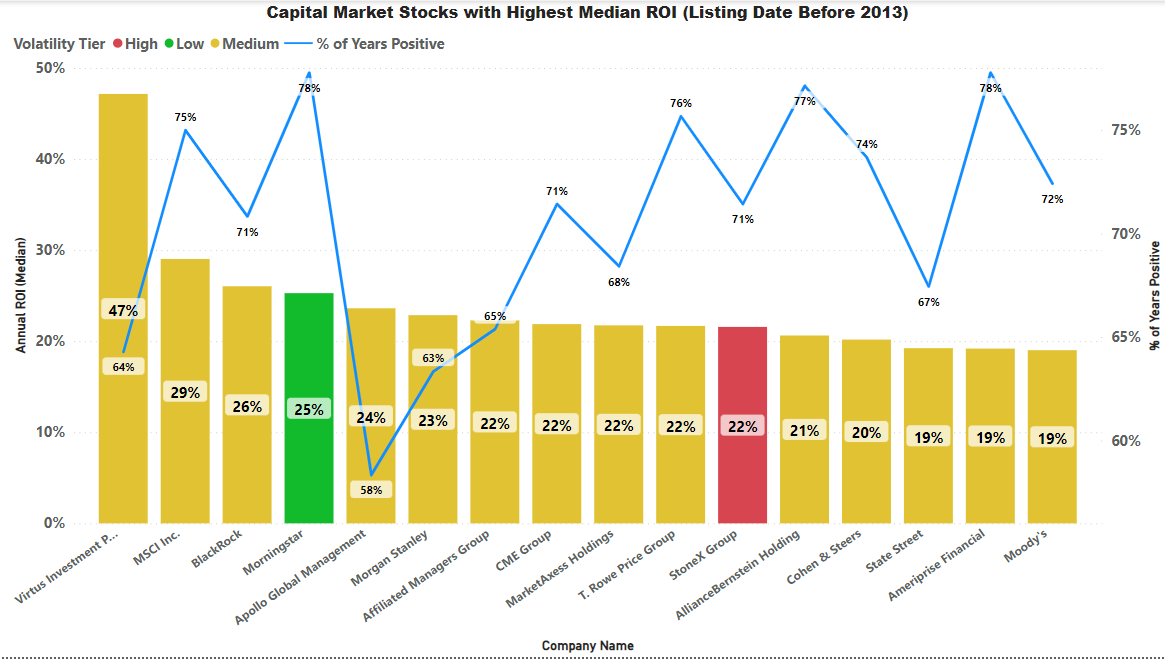 Capital Market Stocks with Highest Median ROI (Listing Date Before 2013)
Volatility Tier High Low Medium % of Years Positive
50%
40%
30%
20%
10%
0%
Annual ROI (Median)
47%
29%
26%
25%
24%
23%
22%
22%
22%
22%
22%
21%
20%
19%
19%
19%
64%
75%
71%
78%
58%
63%
65%
71%
68%
76%
71%
77%
74%
67%
78%
72%
75%
70%
65%
60%
% of Years Positive
Virtus Investment P...
MSCI Inc.
BlackRock
Morningstar
Apollo Global Management
Morgan Stanley
Affiliated Managers Group
CME Group
MarketAxess Holdings
T. Rowe Price Group
StoneX Group
AllianceBernstein Holding
Cohen & Steers
State Street
Ameriprise Financial
Moody's
Company Name